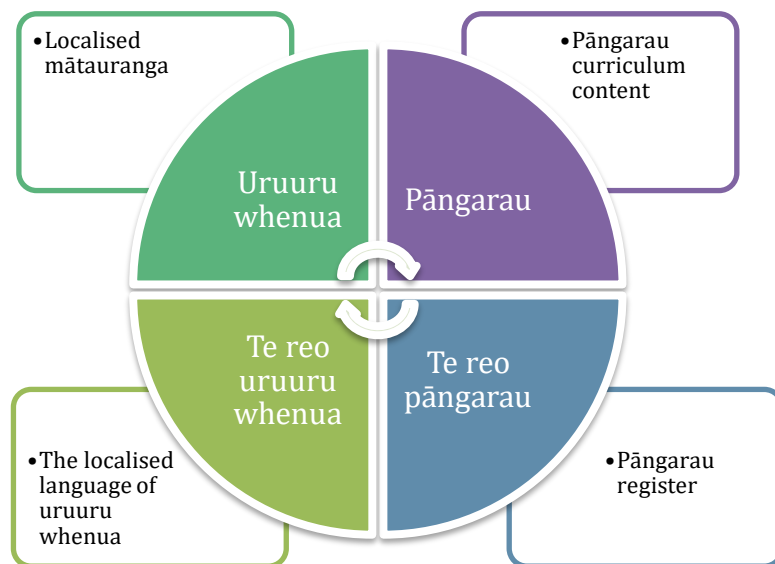 •Localised
mātauranga
•Pāngarau
curriculum
content
Uruuru
whenua
Pāngarau
Te reo
uruuru
whenua
Te reo
pāngarau
•The localised
language of
uruuru
whenua
•Pāngarau
register